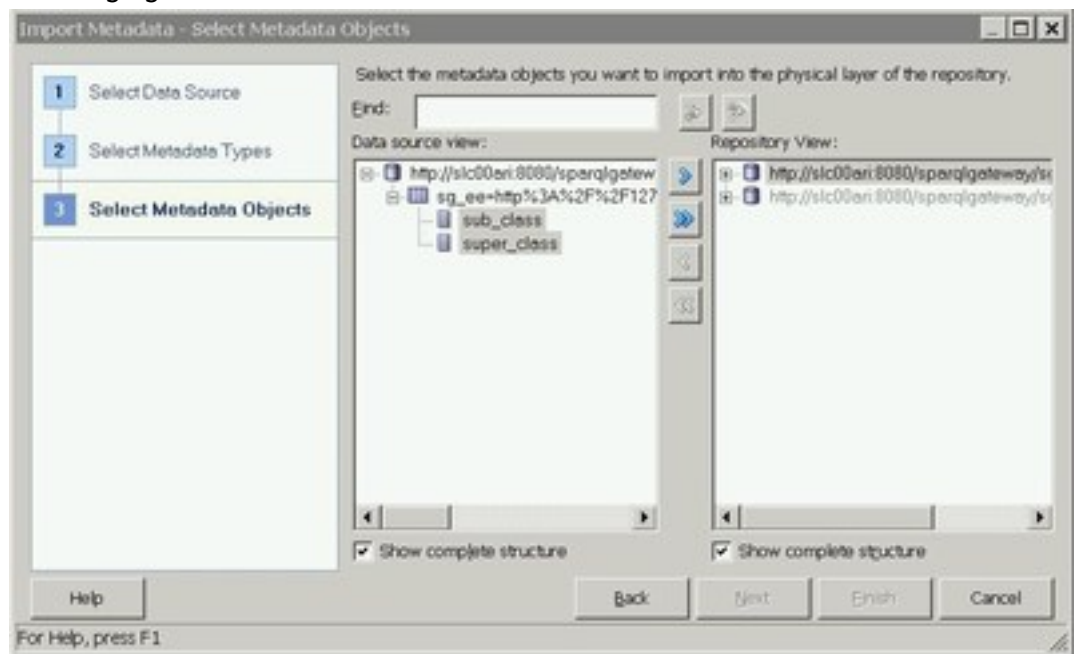 Import Metadata - Select Metadata Objects
1 Select Data Source
2 Select Metadata Types
3 Select Metadata Objects
Select the metadata objects you want to import into the physical layer of the repository.
Find:
Data source view:
Repository View:
http://slc00ari:8080/sparqlgatew
sg_ee+http%3A%2F%2F127
sub_class
super_class
http://slc00ari:8080/sparqlgateway/se
http://slc00ari:8080/sparqlgateway/se
Show complete structure
Show complete structure
Help
Back
Next
Finish
Cancel
For Help, press F1